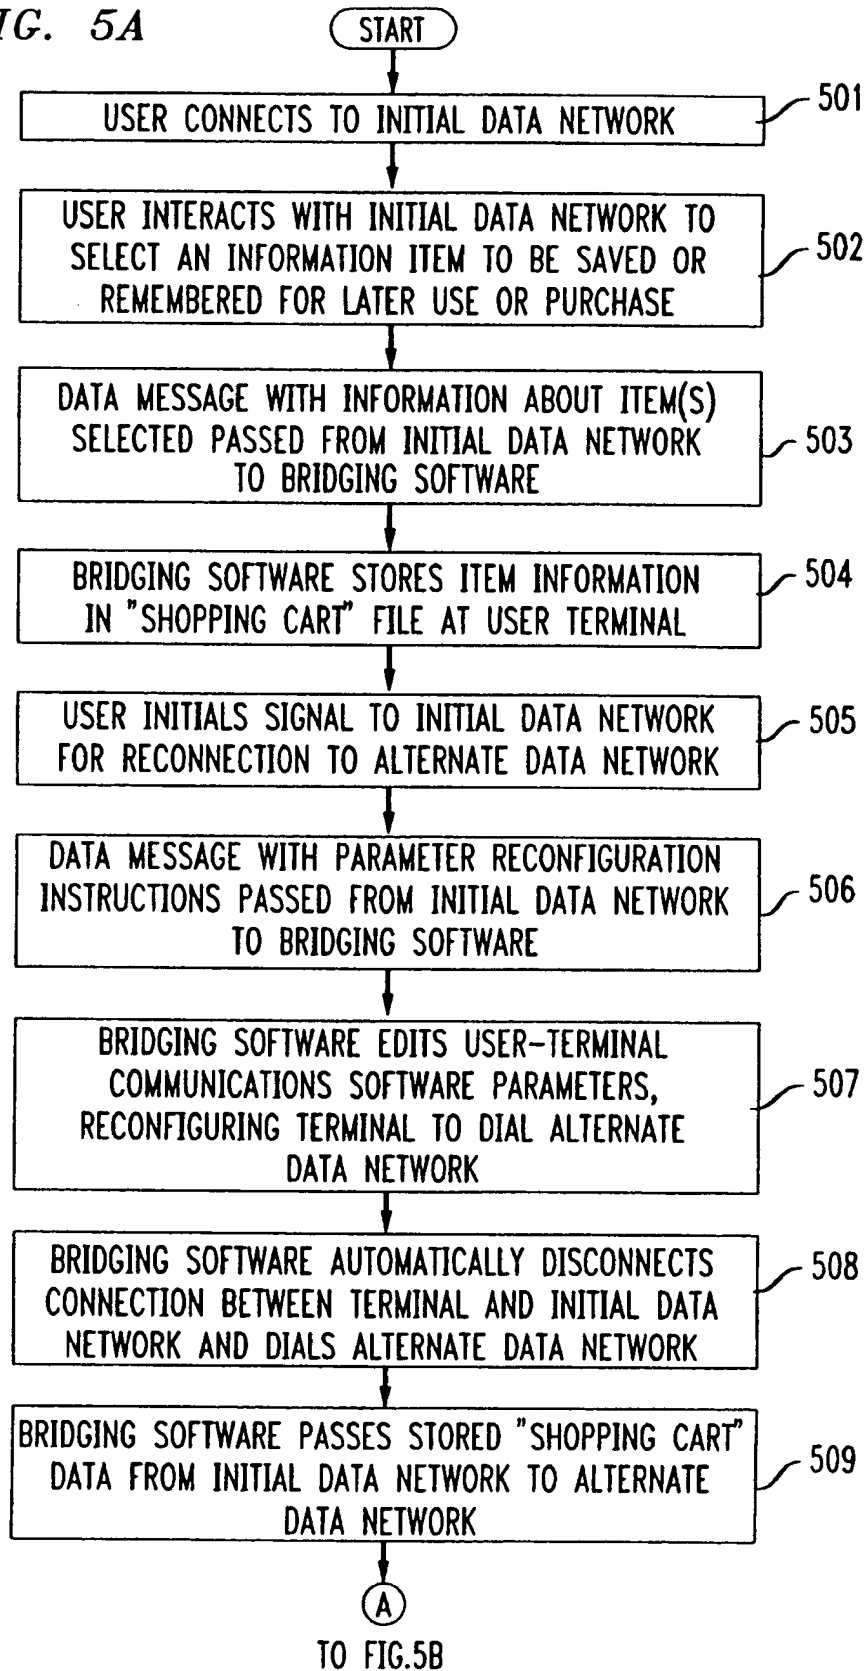 IG. 5A
START
USER CONNECTS TO INITIAL DATA NETWORK
501
USER INTERACTS WITH INITIAL DATA NETWORK TO
SELECT AN INFORMATION ITEM TO BE SAVED OR
REMEMBERED FOR LATER USE OR PURCHASE
502
DATA MESSAGE WITH INFORMATION ABOUT ITEM(S)
SELECTED PASSED FROM INITIAL DATA NETWORK
TO BRIDGING SOFTWARE
503
BRIDGING SOFTWARE STORES ITEM INFORMATION
IN "SHOPPING CART" FILE AT USER TERMINAL
504
USER INITIALS SIGNAL TO INITIAL DATA NETWORK
FOR RECONNECTION TO ALTERNATE DATA NETWORK
505
DATA MESSAGE WITH PARAMETER RECONFIGURATION
INSTRUCTIONS PASSED FROM INITIAL DATA NETWORK
TO BRIDGING SOFTWARE
506
BRIDGING SOFTWARE EDITS USER-TERMINAL
COMMUNICATIONS SOFTWARE PARAMETERS,
RECONFIGURING TERMINAL TO DIAL ALTERNATE
DATA NETWORK
507
BRIDGING SOFTWARE AUTOMATICALLY DISCONNECTS
CONNECTION BETWEEN TERMINAL AND INITIAL DATA
NETWORK AND DIALS ALTERNATE DATA NETWORK
508
BRIDGING SOFTWARE PASSES STORED "SHOPPING CART"
DATA FROM INITIAL DATA NETWORK TO ALTERNATE
DATA NETWORK
509
A
TO FIG.5B